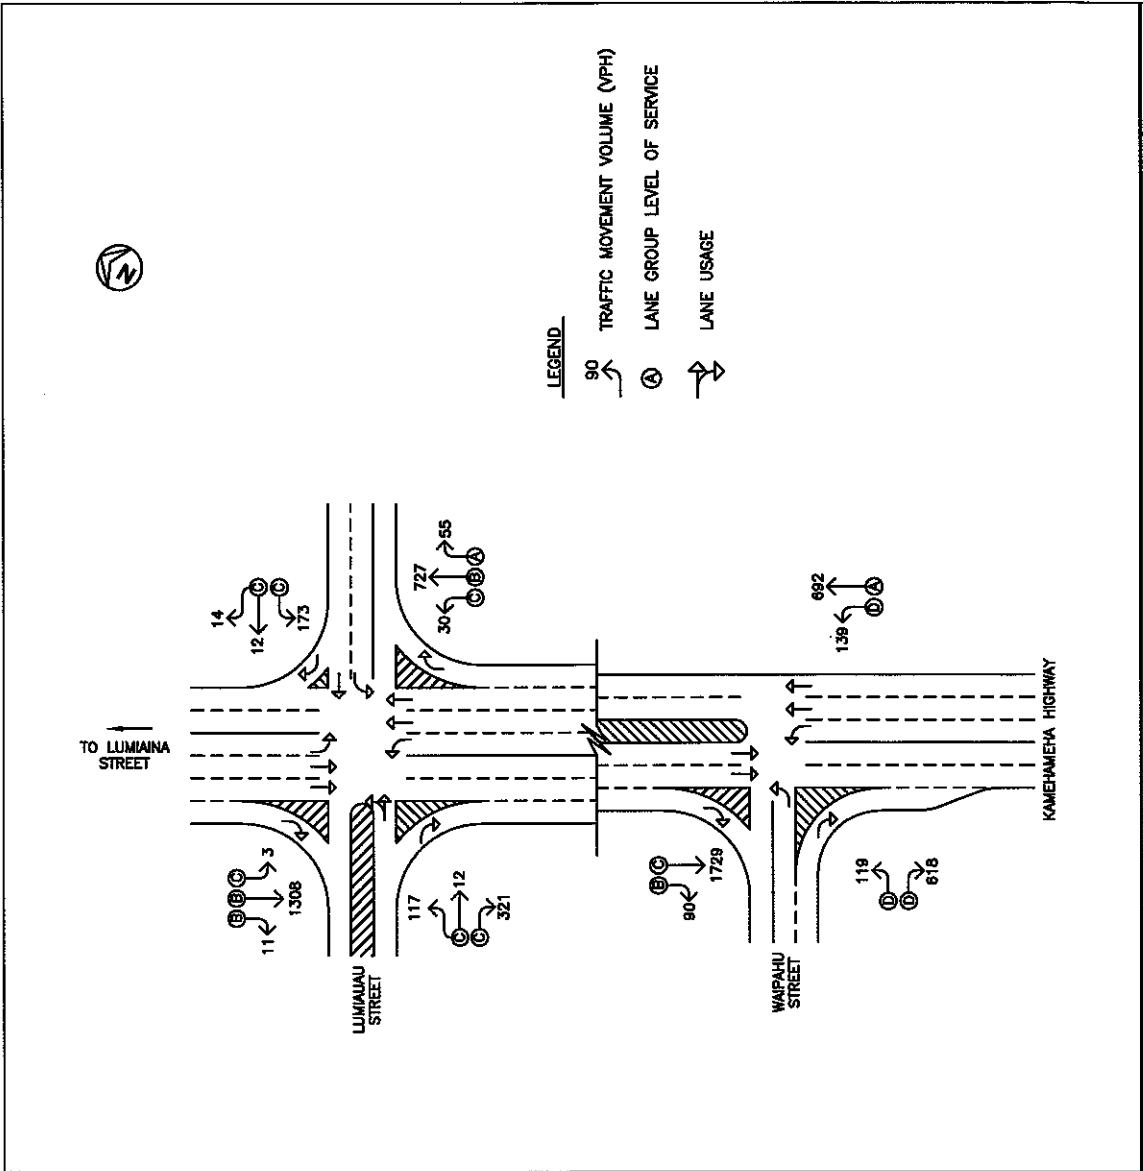 N
TO LUMIAINA
STREET
14
12
C
C
173
B
B
C
11
1308
3
55
727
30
C
B
A
LUMIAUAU
STREET
117
12
C
C
321
LEGEND
90
TRAFFIC MOVEMENT VOLUME (VPH)
A
LANE GROUP LEVEL OF SERVICE
LANE USAGE
B
C
90
1729
692
139
D
A
119
D
D
618
WAIPAHU
STREET
KAMEHAMEHA HIGHWAY